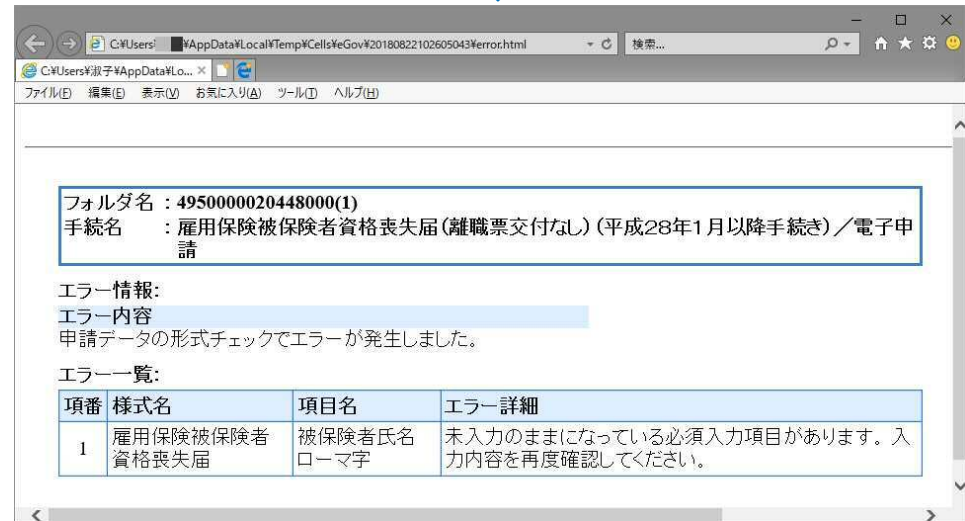 C:¥Users¥ ¥AppData¥Local¥Temp¥Cells¥eGov¥20180822102605043¥error.html
検索...
C:¥Users¥淑子¥AppData¥Lo...
ファイル(F) 編集(E) 表示(V) お気に入り(A) ツール(T) ヘルプ(H)
フォルダ名 : 4950000020448000(1)
手続名 : 雇用保険被保険者資格喪失届(離職票交付なし)(平成28年1月以降手続き)/電子申
請
エラー情報:
エラー内容
申請データの形式チェックでエラーが発生しました。
エラー一覧:
項番 様式名 項目名 エラー詳細
1 雇用保険被保険者 被保険者氏名 未入力のままになっている必須入力項目があります。入
資格喪失届 ローマ字 力内容を再度確認してください。